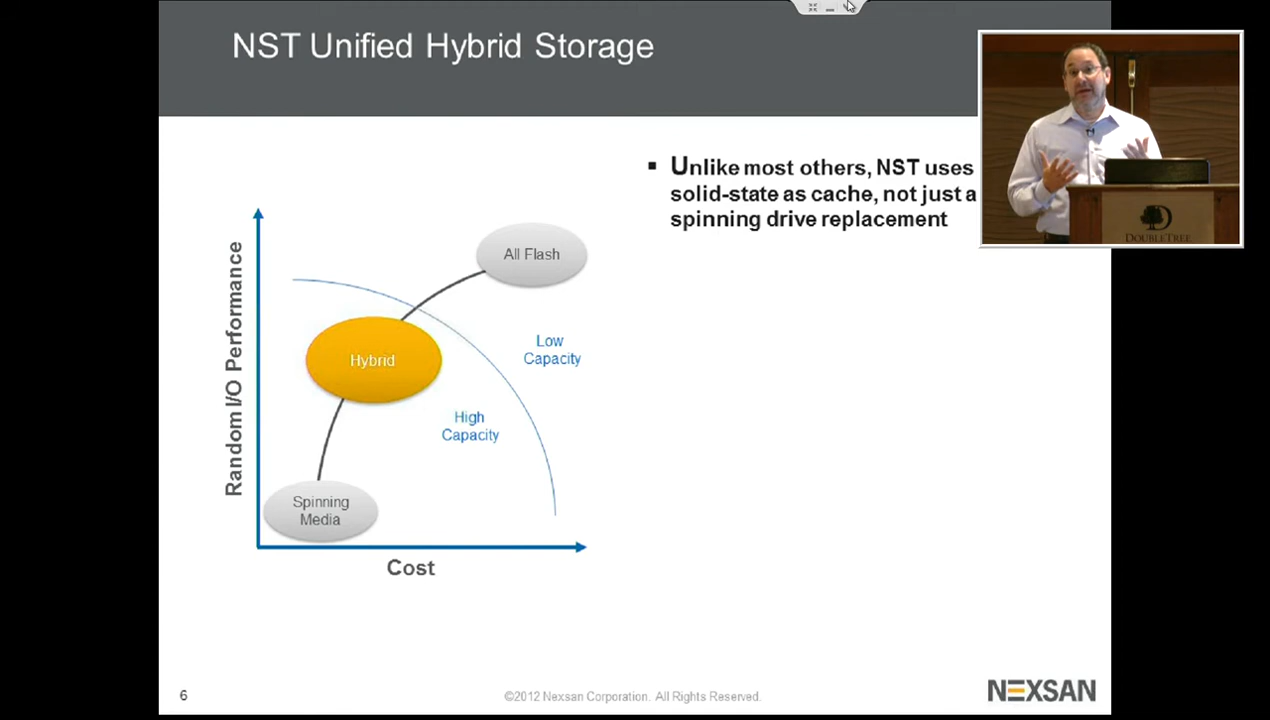 NST Unified Hybrid Storage
Unlike most others, NST uses
solid-state as cache, not just a
spinning drive replacement
DOUBLETREE
Random I/O Performance
All Flash
Low
Capacity
Hybrid
High
Capacity
Spinning
Media
Cost
6
©2012 Nexsan Corporation. All Rights Reserved.
NEXSAN